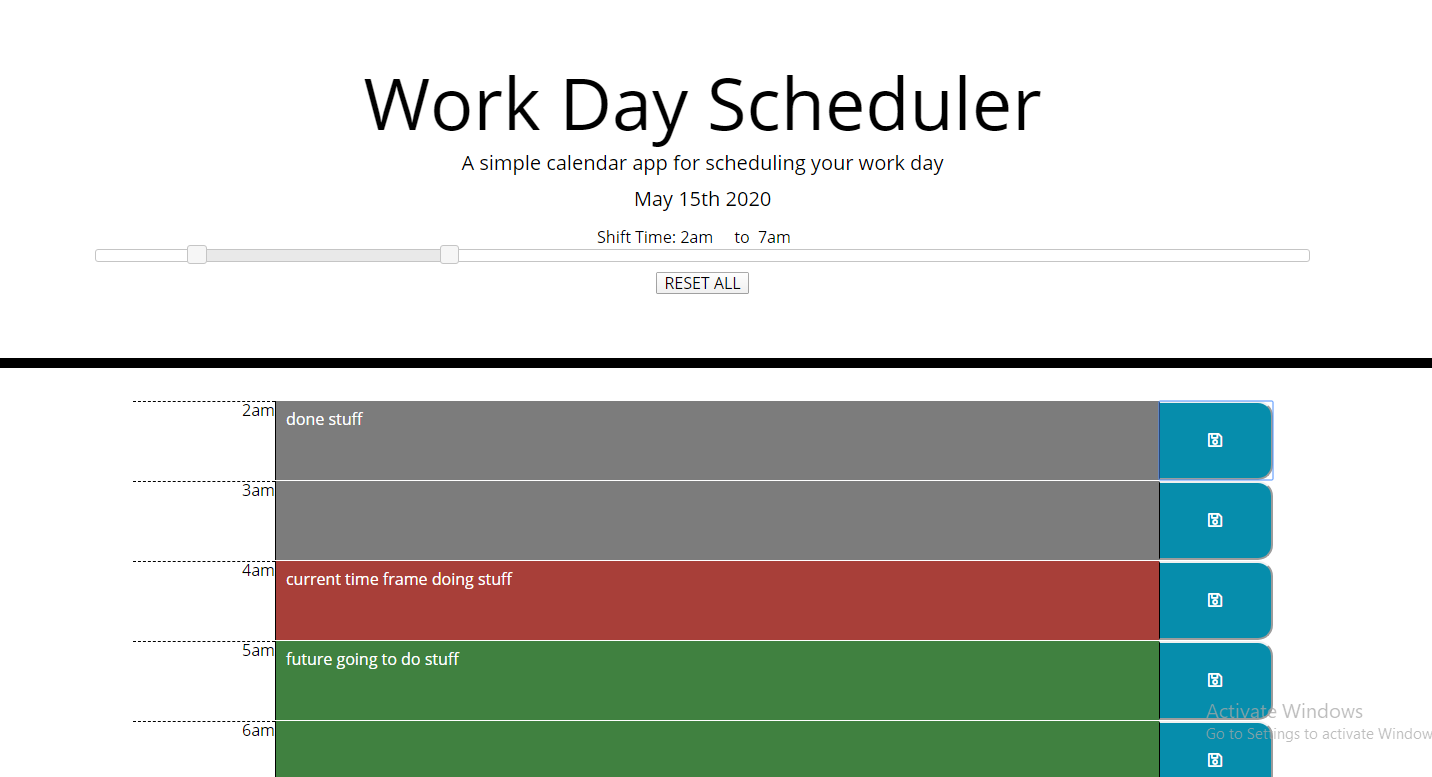 Work Day Scheduler
A simple calendar app for scheduling your work day
May 15th 2020
Shift Time: 2am to 7am
RESET ALL
2am done stuff
3am
4am current time frame doing stuff
5am future going to do stuff
Activate Windows
Go to Settings to activate Window
6am